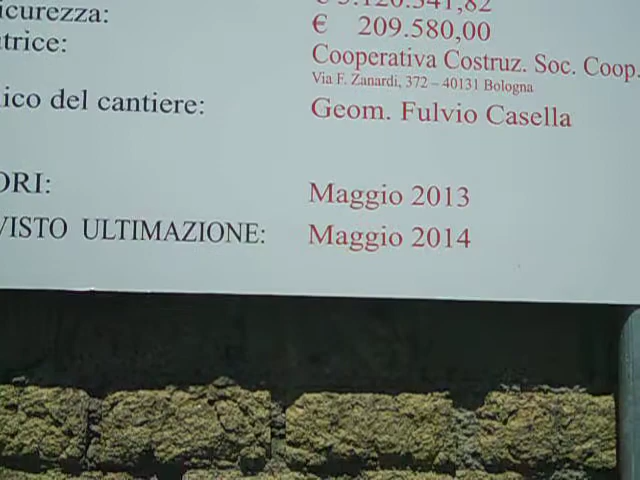 icurezza:
€ 209.580,00
trice:
Cooperativa Costruz. Soc. Coop.
Via F. Zanardi, 372 – 40131 Bologna
ico del cantiere:
Geom. Fulvio Casella
ORI:
Maggio 2013
VISTO ULTIMAZIONE:
Maggio 2014